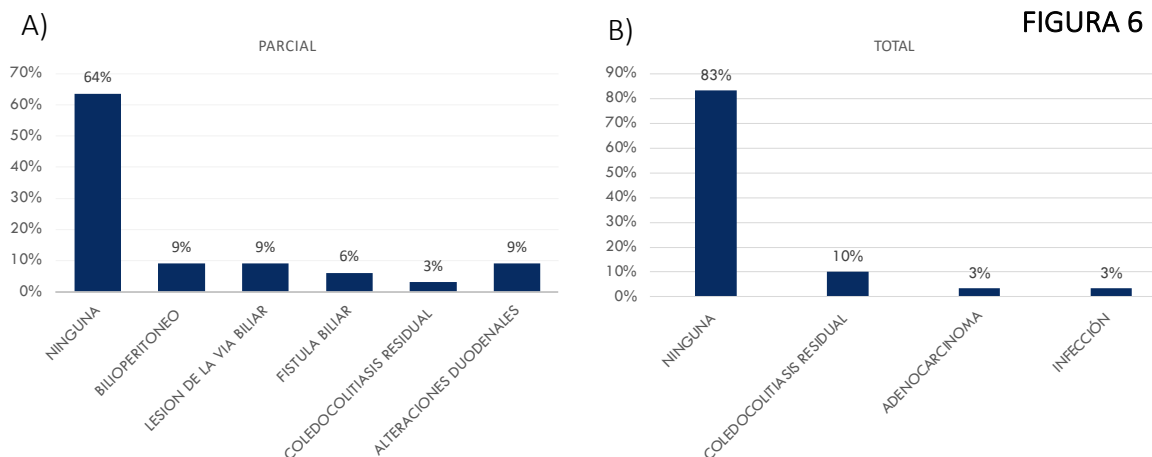 FIGURA 6
A)
PARCIAL
70%
60%
50%
40%
30%
20%
10%
0%
64%
9%
9%
6%
3%
9%
NINGUNA
BILIOPERITONEO
LESION DE LA VIA BILIAR
FISTULA BILIAR
COLEDOCOLITIASIS RESIDUAL
ALTERACIONES DUODENALES
B)
TOTAL
90%
80%
70%
60%
50%
40%
30%
20%
10%
0%
83%
10%
3%
3%
NINGUNA
COLEDOCOLITIASIS RESIDUAL
ADENOCARCINOMA
INFECCIÓN